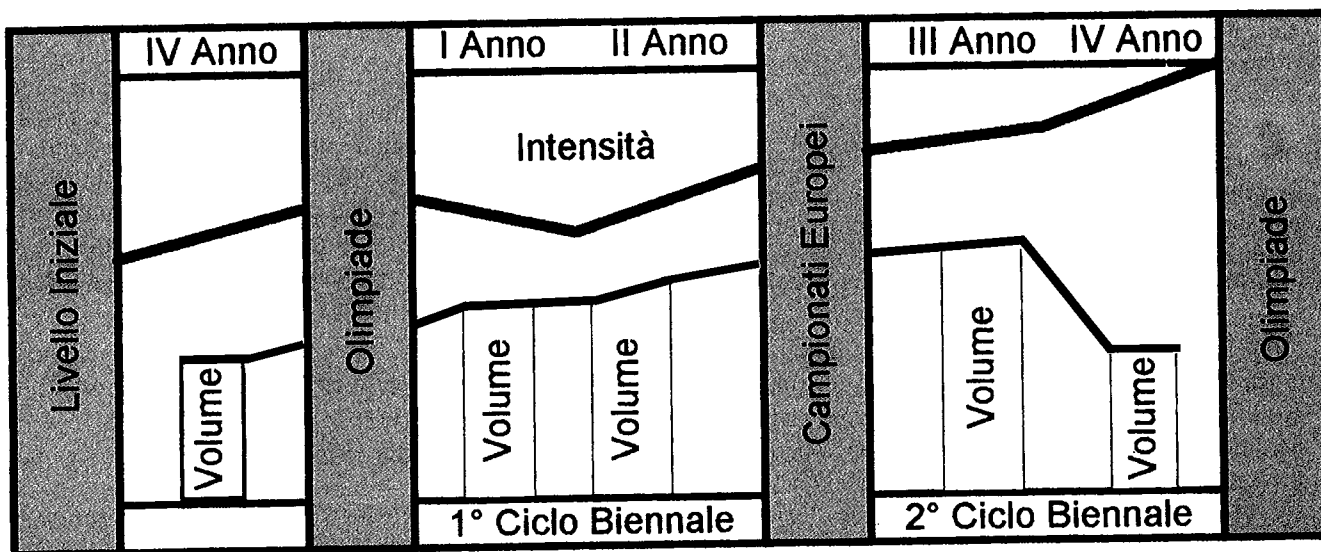 IV Anno
I Anno
II Anno
III Anno
IV Anno
Livello Iniziale
Olimpiade
Intensità
Campionati Europei
Olimpiade
Volume
Volume
Volume
Volume
Volume
1° Ciclo Biennale
2° Ciclo Biennale